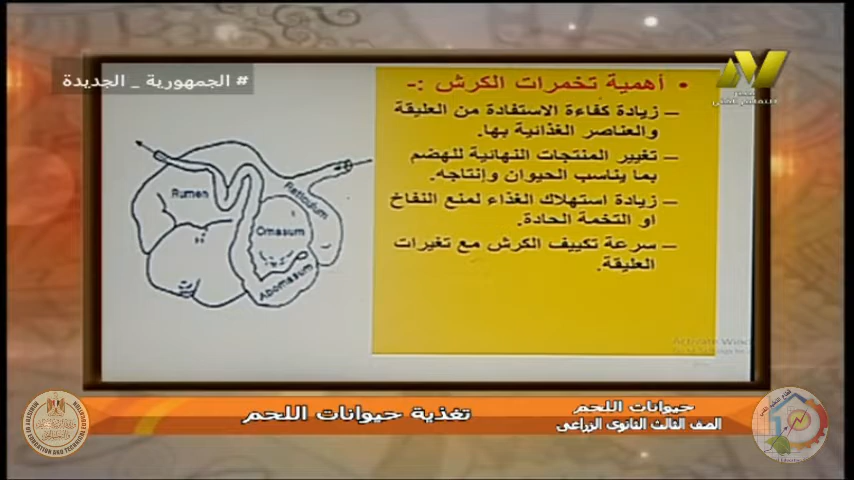 # الجمهورية _ الجديدة
• أهمية تخمرات الكرش :-
– زيادة كفاءة الاستفادة من العليقة
والعناصر الغذائية بها.
– تغيير المنتجات النهائية للهضم
بما يناسب الحيوان وإنتاجه.
– زيادة استهلاك الغذاء لمنع النفاخ
او التخمة الحادة.
– سرعة تكييف الكرش مع تغيرات
العليقة.
Rumen
Reticulum
Omasum
Abomasum
حيوانات اللحم
الصف الثالث الثانوى الزراعى
تغذية حيوانات اللحم